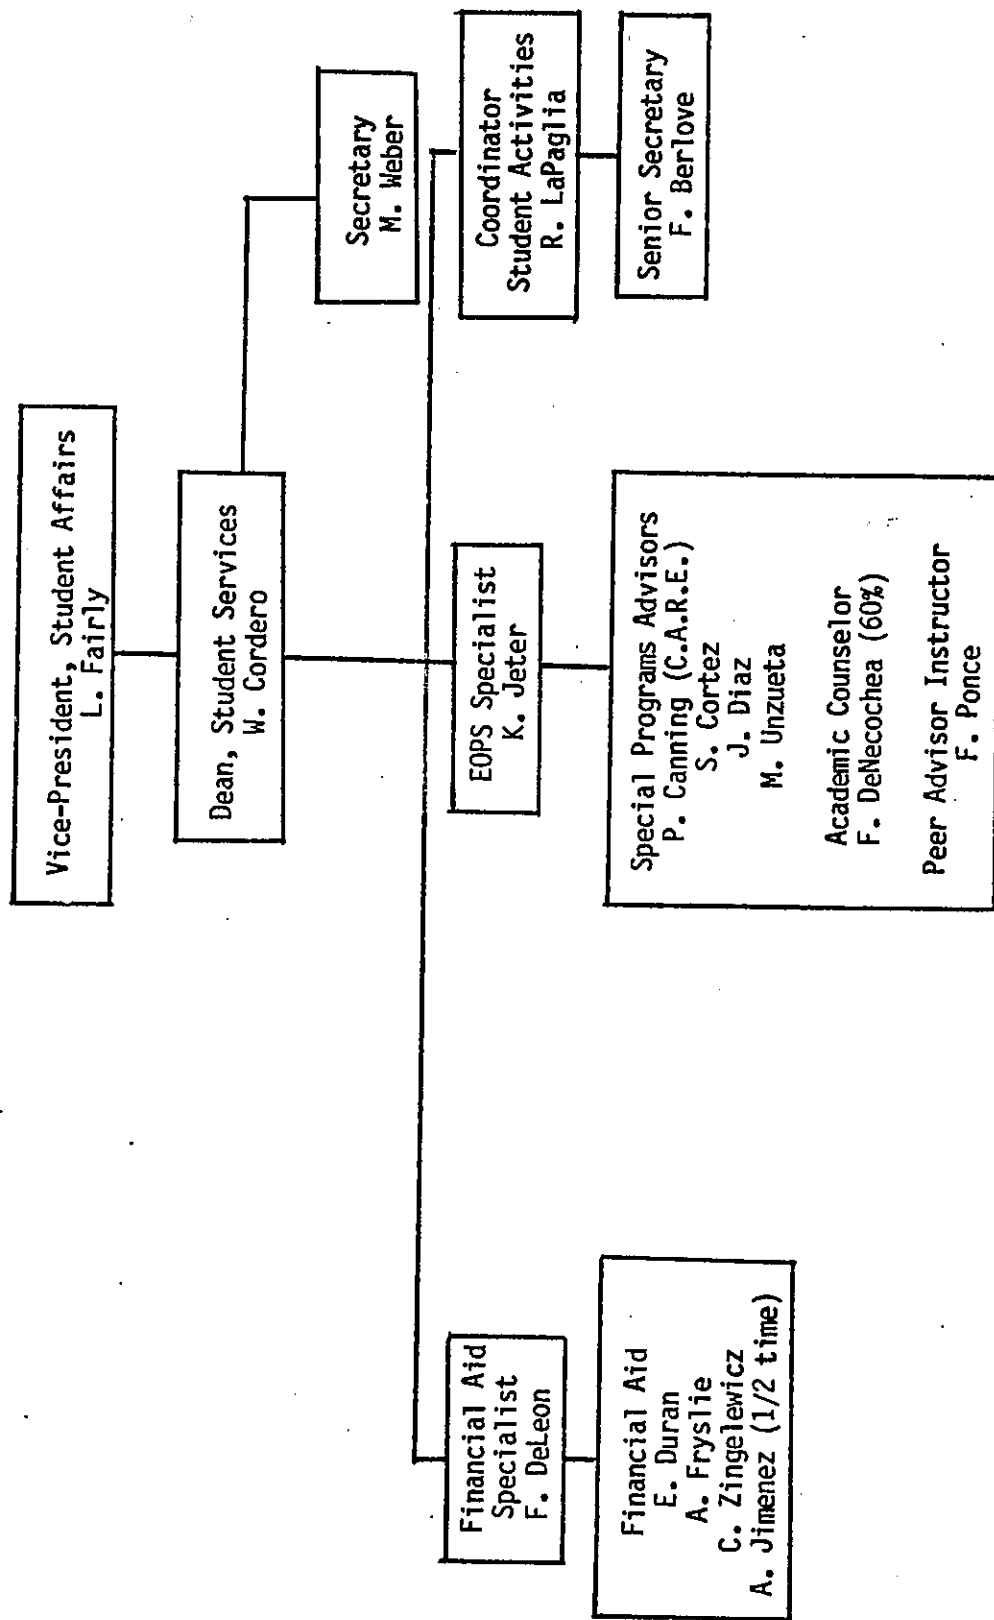 Vice-President, Student Affairs
L. Fairly
Dean, Student Services
W. Cordero
Secretary
M. Weber
Financial Aid
Specialist
F. DeLeon
EOPS Specialist
K. Jeter
Coordinator
Student Activities
R. LaPaglia
Financial Aid
E. Duran
A. Fryslie
C. Zingelewicz
A. Jimenez (1/2 time)
Special Programs Advisors
P. Canning (C.A.R.E.)
S. Cortez
J. Diaz
M. Unzueta
Academic Counselor
F. DeNecochea (60%)
Peer Advisor Instructor
F. Ponce
Senior Secretary
F. Berlove